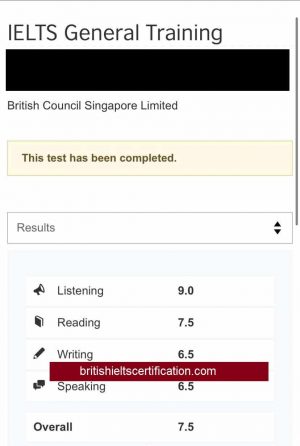 IELTS General Training
British Council Singapore Limited
This test has been completed.
Results
Listening 9.0
Reading 7.5
Writing 6.5
britishieltscertification.com
Speaking 6.5
Overall 7.5